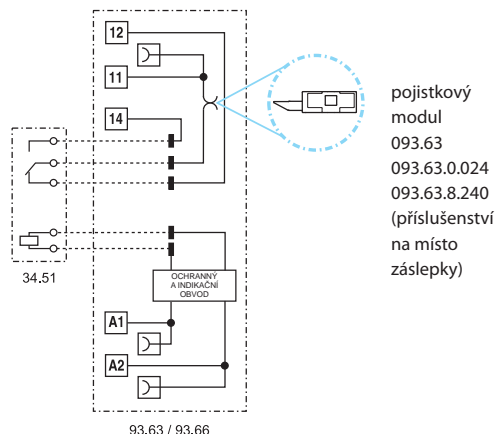 12
11
14
34.51
OCHRANNÝ
A INDIKAČNÍ
OBVOD
A1
A2
93.63 / 93.66
pojistkový
modul
093.63
093.63.0.024
093.63.8.240
(příslušenství
na místo
záslepky)